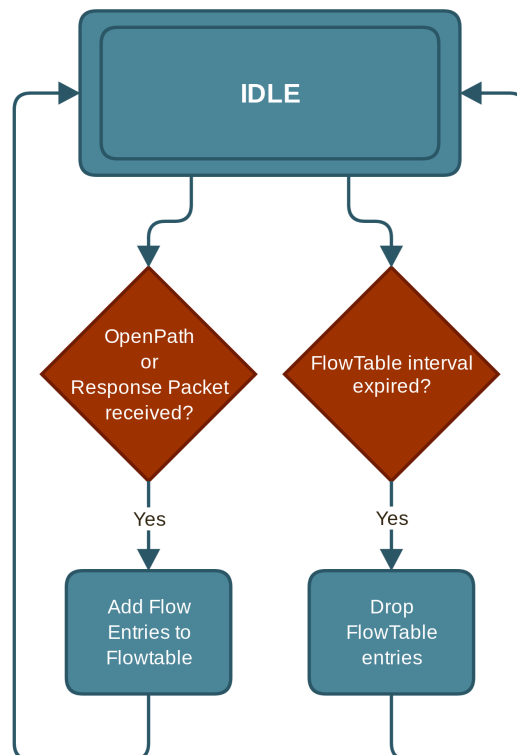 IDLE
OpenPath
or
Response Packet
received?
FlowTable interval
expired?
Yes
Yes
Add Flow
Entries to
Flowtable
Drop
FlowTable
entries